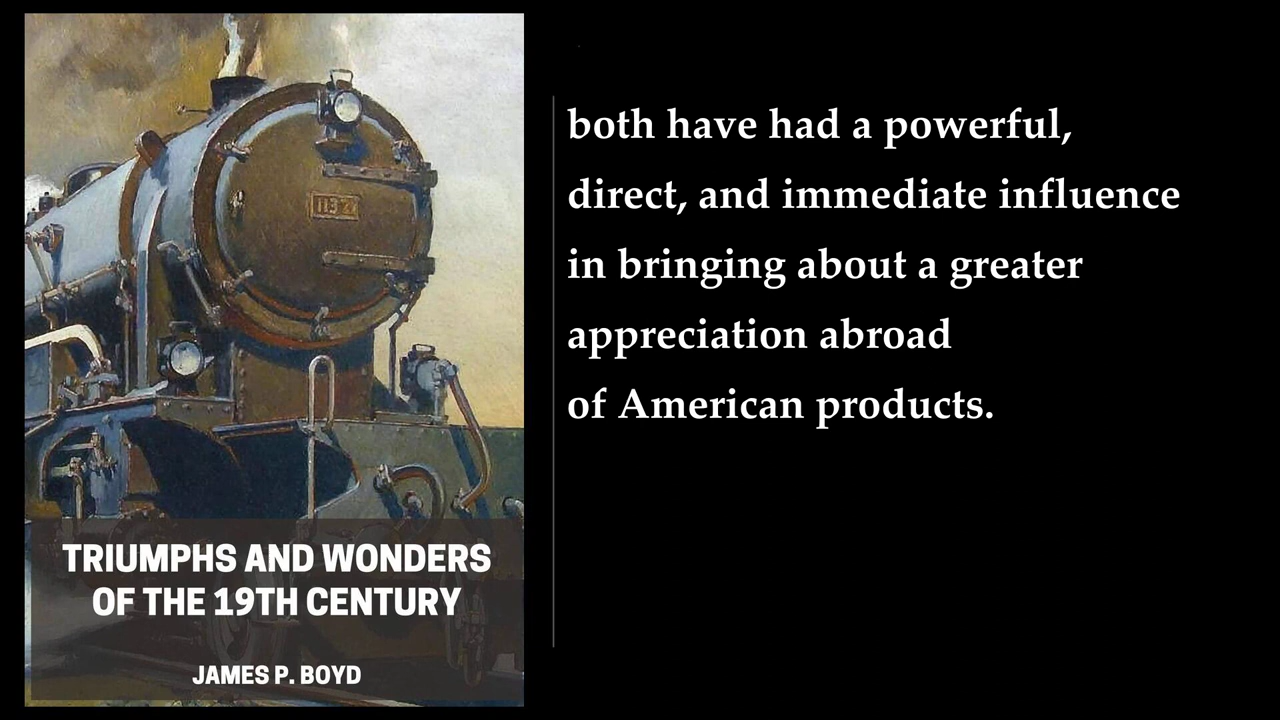 both have had a powerful,
direct, and immediate influence
in bringing about a greater
appreciation abroad
of American products.
TRIUMPHS AND WONDERS
OF THE 19TH CENTURY
JAMES P. BOYD